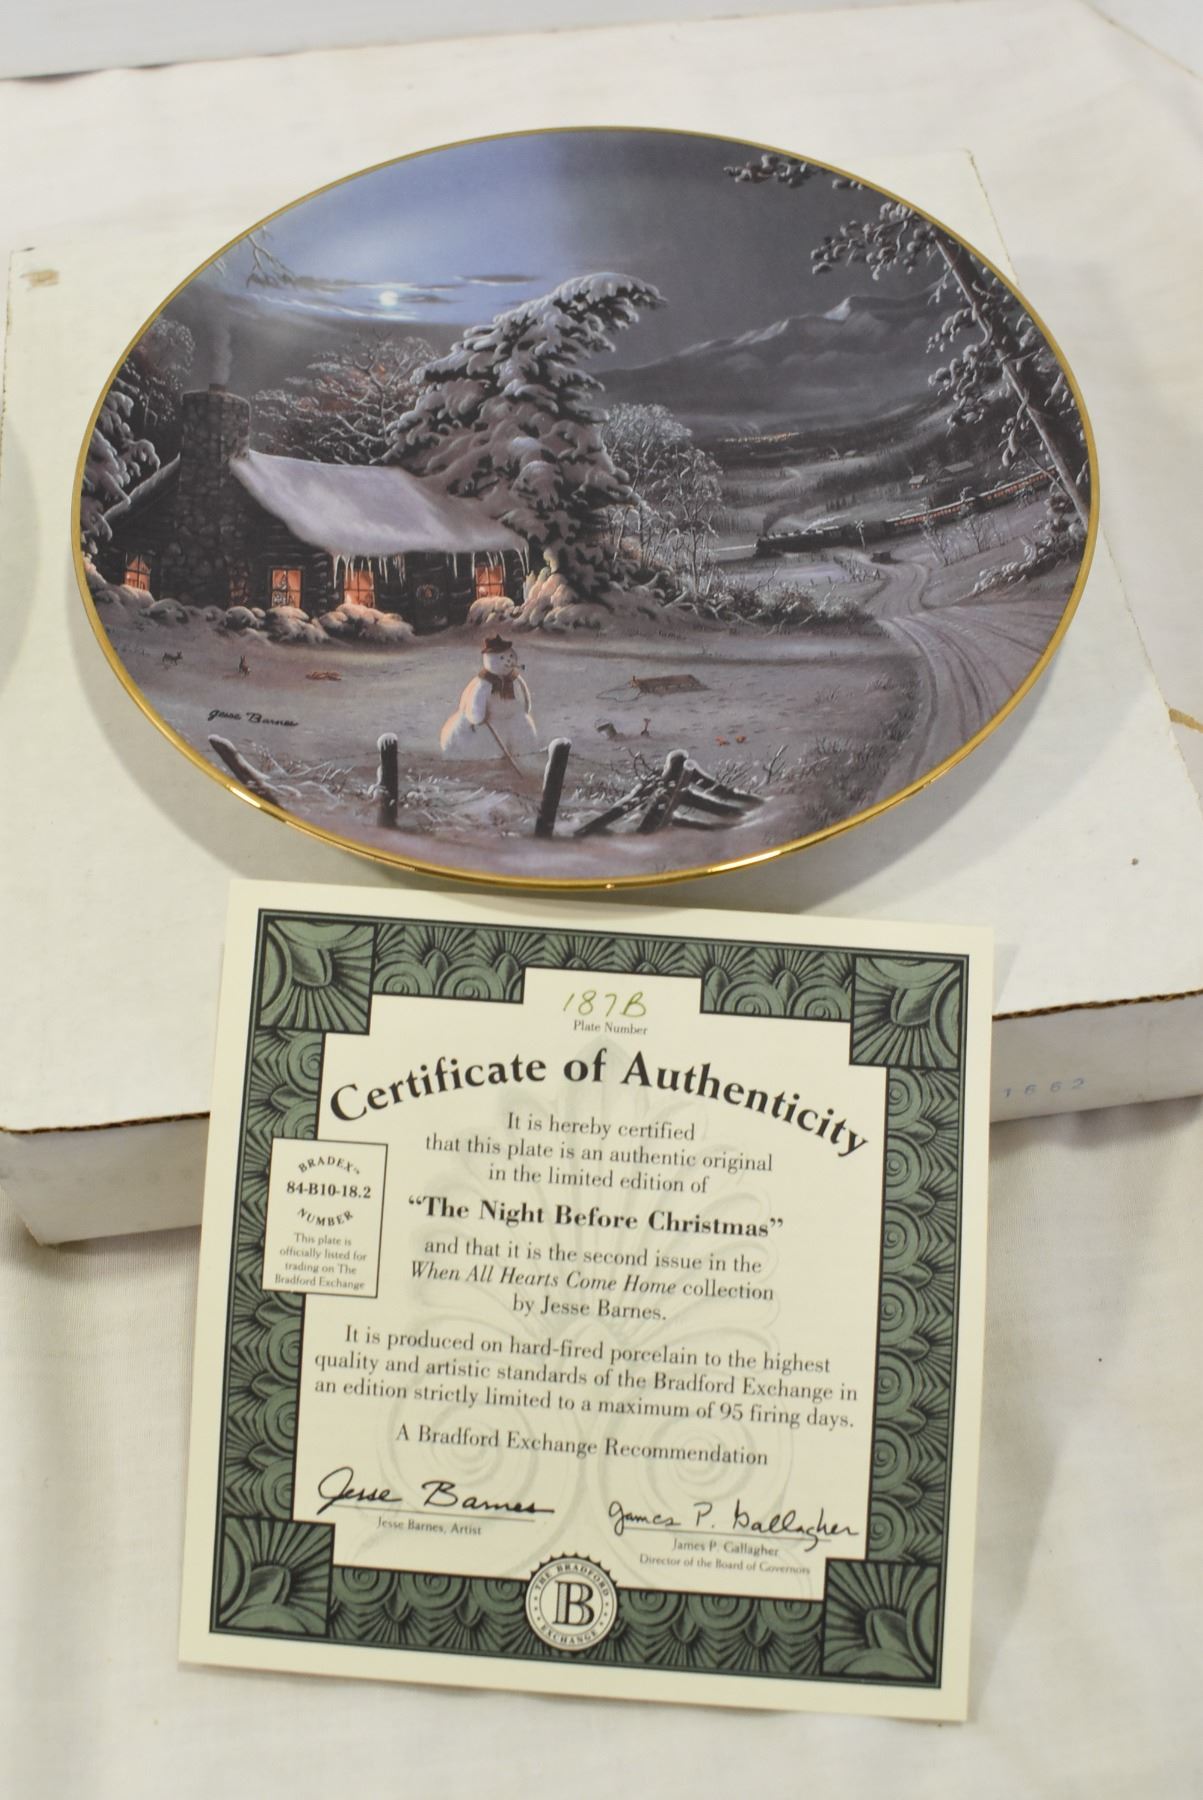 Jesse Barnes
1662
187B
Plate Number
Certificate of Authenticity
It is hereby certified
that this plate is an authentic original
in the limited edition of
“The Night Before Christmas”
and that it is the second issue in the
When All Hearts Come Home collection
by Jesse Barnes.
BRADEX™
84-B10-18.2
NUMBER
This plate is
officially listed for
trading on The
Bradford Exchange
It is produced on hard-fired porcelain to the highest
quality and artistic standards of the Bradford Exchange in
an edition strictly limited to a maximum of 95 firing days.
A Bradford Exchange Recommendation
Jesse Barnes
Jesse Barnes, Artist
James P. Gallagher
James P. Gallagher
Director of the Board of Governors
THE BRADFORD
B
EXCHANGE